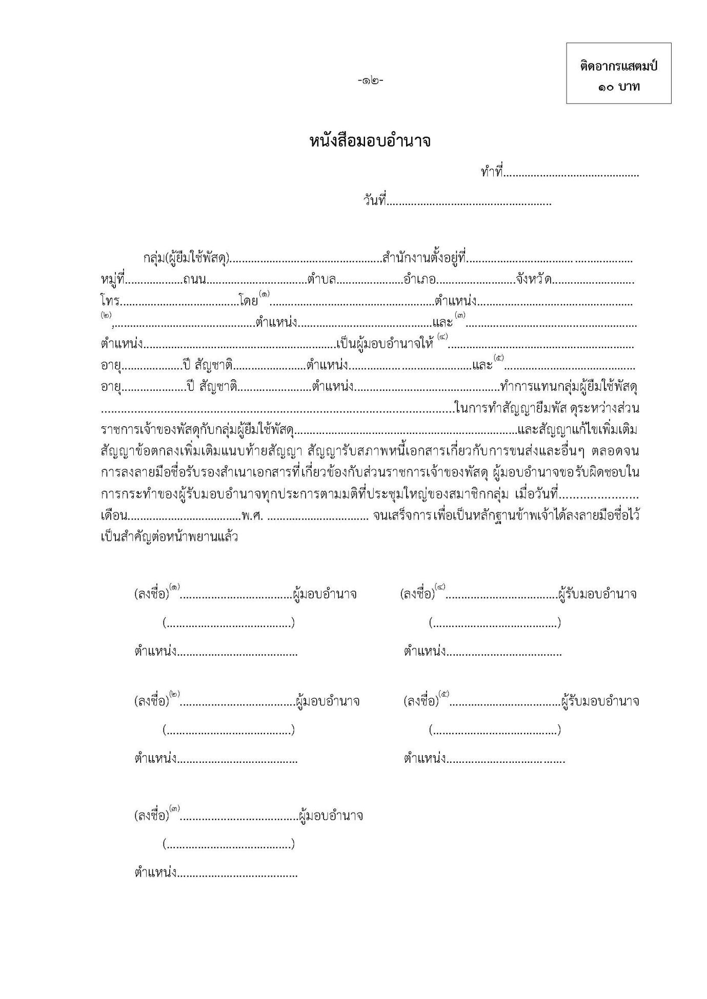 ติดอากรแสตมป์
๑๐ บาท
-๑๒-
หนังสือมอบอำนาจ
ทำที่............................................
วันที่.....................................................
กลุ่ม(ผู้ยืมใช้พัสดุ).................................................สำนักงานตั้งอยู่ที่.....................................................
หมู่ที่...................ถนน.................................ตำบล......................อำเภอ..........................จังหวัด...........................
โทร.......................................โดย(๑).....................................................ตำแหน่ง..................................................
(๒),.............................................ตำแหน่ง...........................................และ(๓).......................................................
ตำแหน่ง..............................................................เป็นผู้มอบอำนาจให้ (๔)............................................................
อายุ....................ปี สัญชาติ........................ตำแหน่ง........................................และ(๕)..........................................
อายุ.....................ปี สัญชาติ........................ตำแหน่ง...............................................ทำการแทนกลุ่มผู้ยืมใช้พัสดุ
.........................................................................................................ในการทำสัญญายืมพัส ดุระหว่างส่วน
ราชการเจ้าของพัสดุกับกลุ่มผู้ยืมใช้พัสดุ........................................................................และสัญญาแก้ไขเพิ่มเติม
สัญญาข้อตกลงเพิ่มเติมแนบท้ายสัญญา สัญญารับสภาพหนี้เอกสารเกี่ยวกับการขนส่งและอื่นๆ ตลอดจน
การลงลายมือชื่อรับรองสำเนาเอกสารที่เกี่ยวข้องกับส่วนราชการเจ้าของพัสดุ ผู้มอบอำนาจขอรับผิดชอบใน
การกระทำของผู้รับมอบอำนาจทุกประการตามมติที่ประชุมใหญ่ของสมาชิกกลุ่ม เมื่อวันที่.......................
เดือน.....................................พ.ศ. ................................. จนเสร็จการ เพื่อเป็นหลักฐานข้าพเจ้าได้ลงลายมือชื่อไว้
เป็นสำคัญต่อหน้าพยานแล้ว
(ลงชื่อ)(๑)....................................ผู้มอบอำนาจ (ลงชื่อ)(๔)....................................ผู้รับมอบอำนาจ
(........................................) (........................................)
ตำแหน่ง....................................... ตำแหน่ง.....................................
(ลงชื่อ)(๒).....................................ผู้มอบอำนาจ (ลงชื่อ)(๕)....................................ผู้รับมอบอำนาจ
(........................................) (........................................)
ตำแหน่ง....................................... ตำแหน่ง......................................
(ลงชื่อ)(๓)......................................ผู้มอบอำนาจ
(........................................)
ตำแหน่ง.......................................